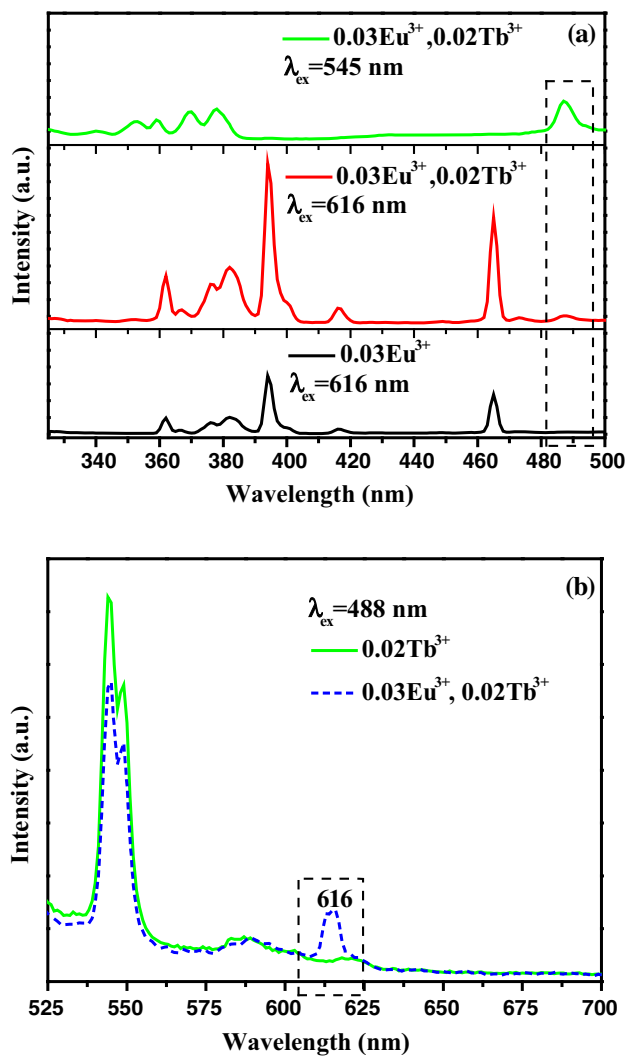 (a)
0.03Eu³⁺,0.02Tb³⁺
λex=545 nm
0.03Eu³⁺,0.02Tb³⁺
λex=616 nm
0.03Eu³⁺
λex=616 nm
Intensity (a.u.)
340 360 380 400 420 440 460 480 500
Wavelength (nm)
(b)
λex=488 nm
0.02Tb³⁺
0.03Eu³⁺, 0.02Tb³⁺
616
Intensity (a.u.)
525 550 575 600 625 650 675 700
Wavelength (nm)